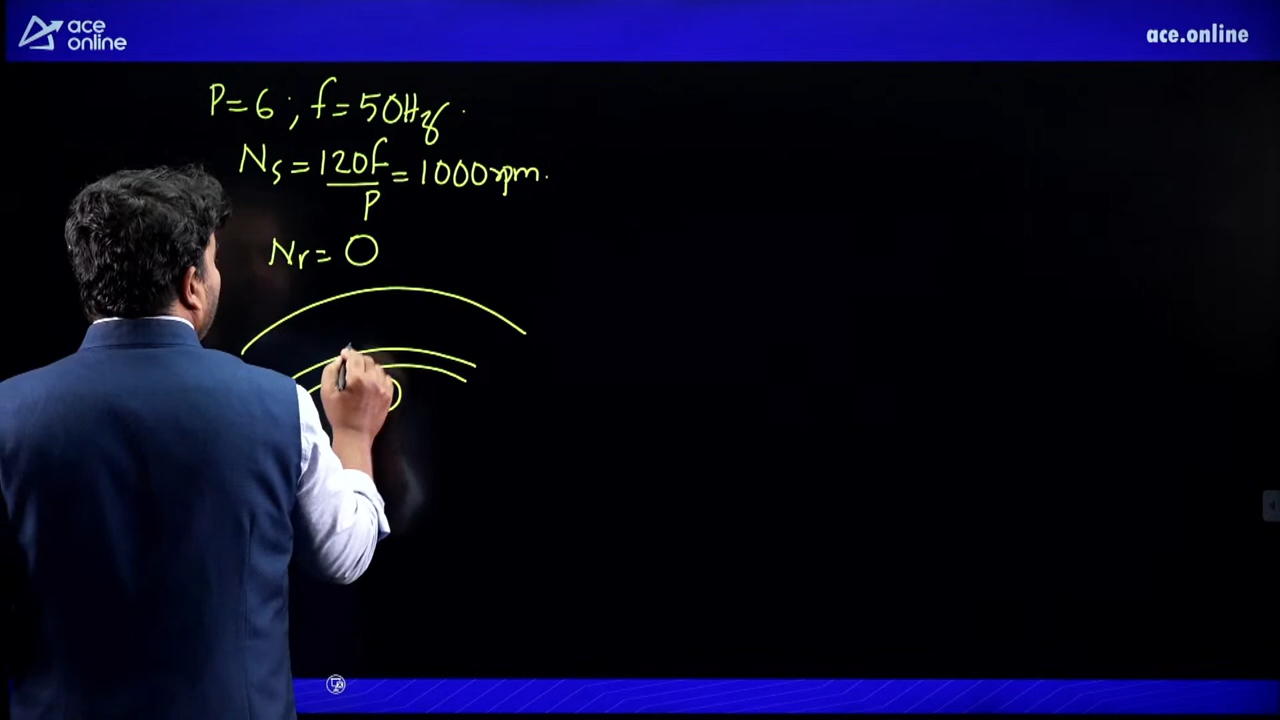 ace
online
ace.online
P=6 ; f=50Hz.
Ns = 120f/P = 1000rpm.
Nr = 0